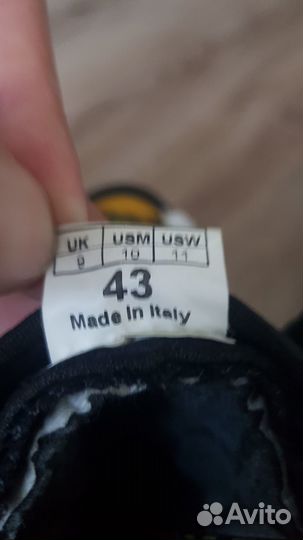 UK USM USW
9 10 11
43
Made in Italy
Avito